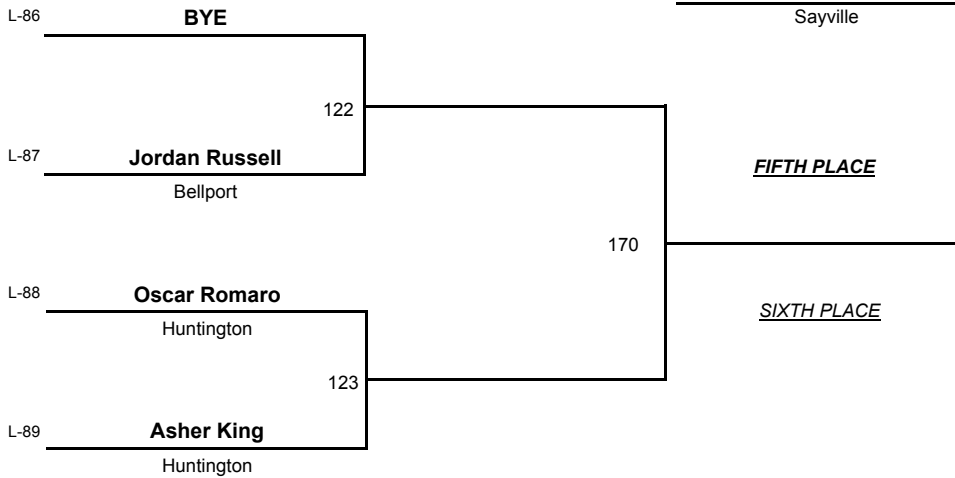 L-86 BYE
Sayville
122
L-87 Jordan Russell
Bellport
FIFTH PLACE
170
L-88 Oscar Romaro
Huntington
SIXTH PLACE
123
L-89 Asher King
Huntington